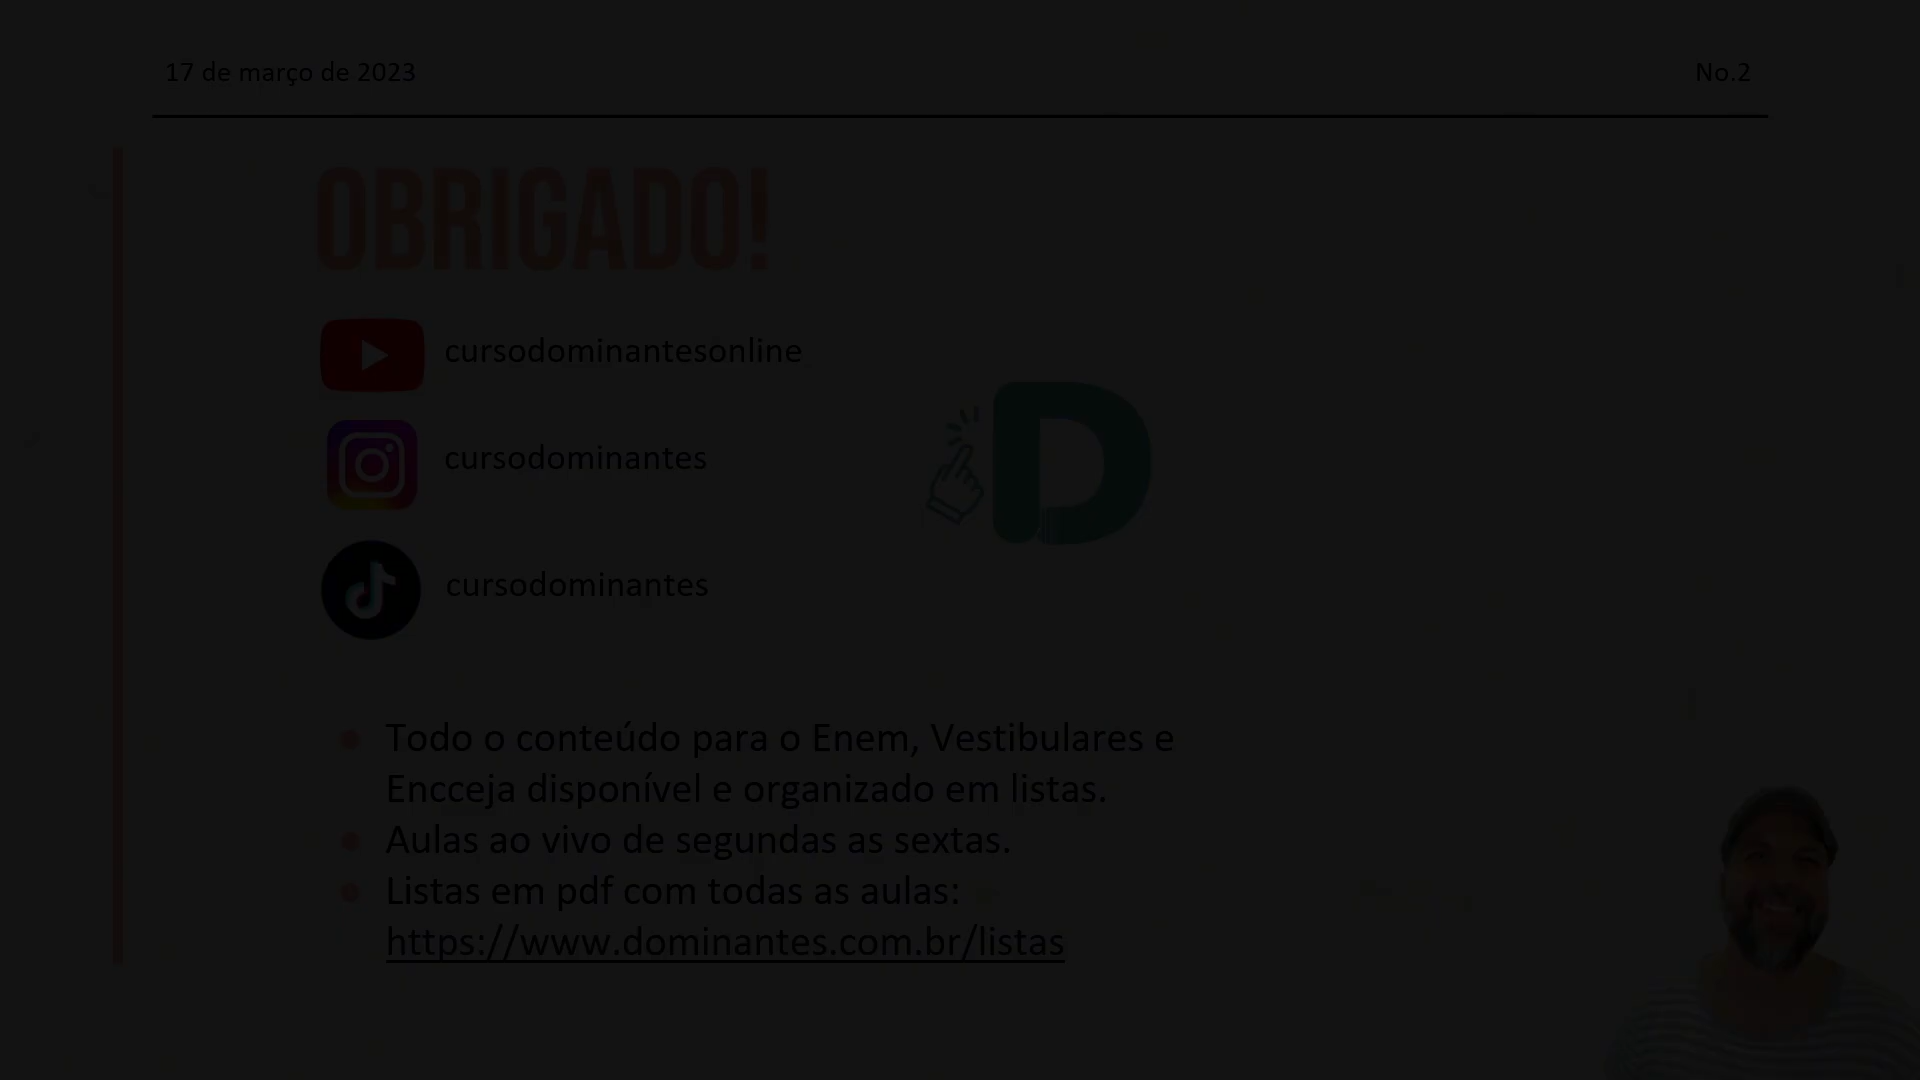 17 de março de 2023
No.2
OBRIGADO!
cursodominantesonline
cursodominantes
D
cursodominantes
Todo o conteúdo para o Enem, Vestibulares e
Encceja disponível e organizado em listas.
Aulas ao vivo de segundas as sextas.
Listas em pdf com todas as aulas:
https://www.dominantes.com.br/listas